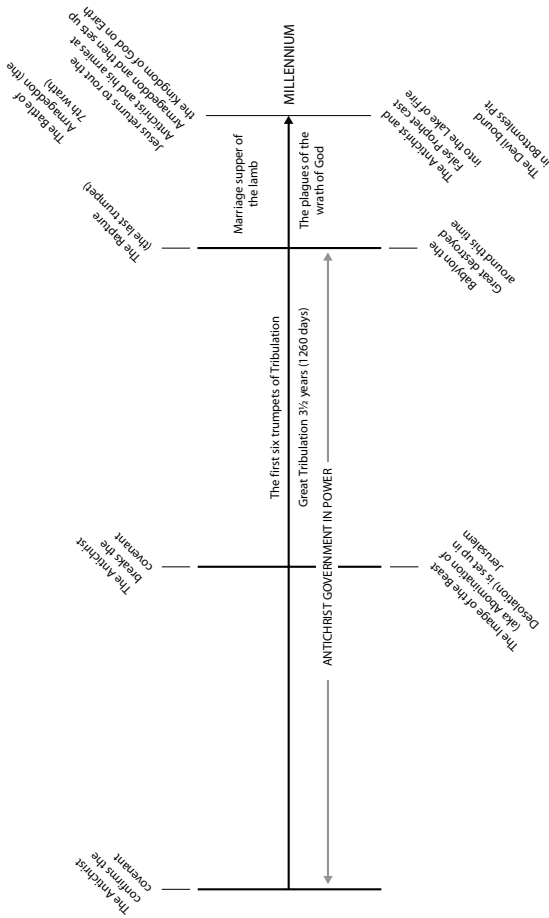 The Antichrist
confirms the
covenant
The Antichrist
breaks the
covenant
The Rapture
(the last trumpet)
The Battle of
Armageddon (the
7th wrath)
Jesus returns to rout the
Antichrist and his armies at
Armageddon and then sets up
the Kingdom of God on Earth
The first six trumpets of Tribulation
Marriage supper of
the lamb
MILLENNIUM
Great Tribulation 3½ years (1260 days)
The plagues of the
wrath of God
ANTICHRIST GOVERNMENT IN POWER
The Image of the Beast
(aka Abomination of
Desolation) is set up in
Jerusalem
Babylon the
Great destroyed
around this time
The Antichrist and
False Prophet cast
into the Lake of Fire
The Devil bound
in Bottomless Pit